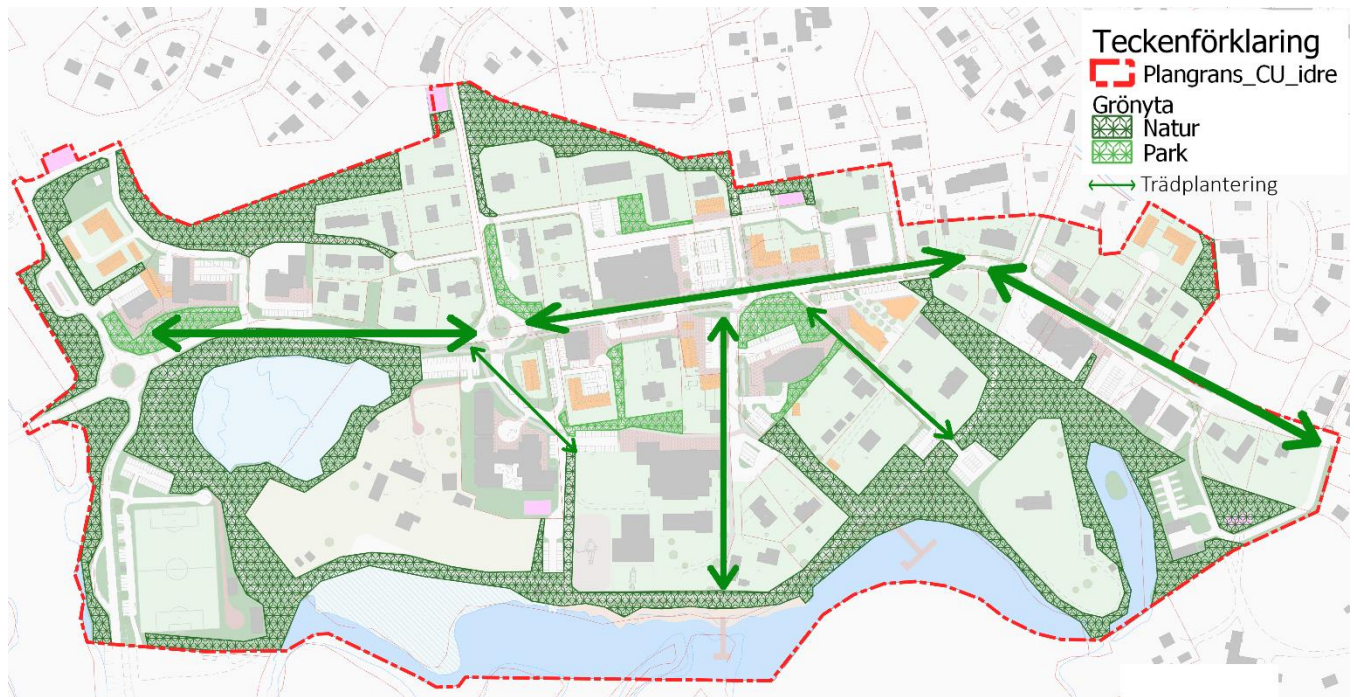 Teckenförklaring
Plangrans_CU_idre
Grönyta
Natur
Park
Trädplantering